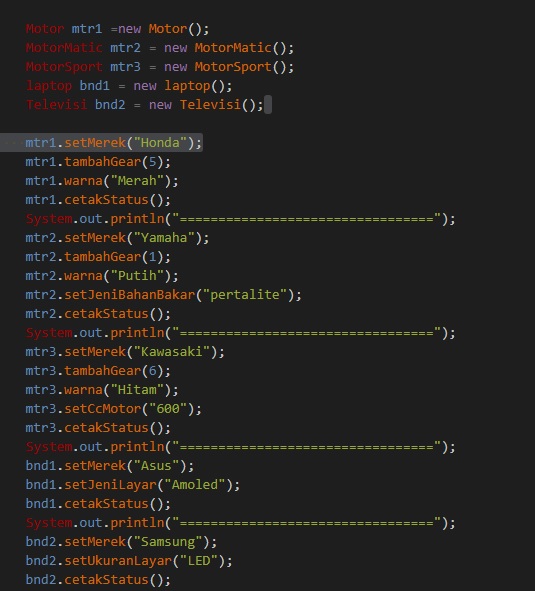 Motor mtr1 =new Motor();
MotorMatic mtr2 = new MotorMatic();
MotorSport mtr3 = new MotorSport();
laptop bnd1 = new laptop();
Televisi bnd2 = new Televisi();
mtr1.setMerek("Honda");
mtr1.tambahGear(5);
mtr1.warna("Merah");
mtr1.cetakStatus();
System.out.println("=================================");
mtr2.setMerek("Yamaha");
mtr2.tambahGear(1);
mtr2.warna("Putih");
mtr2.setJeniBahanBakar("pertalite");
mtr2.cetakStatus();
System.out.println("=================================");
mtr3.setMerek("Kawasaki");
mtr3.tambahGear(6);
mtr3.warna("Hitam");
mtr3.setCcMotor("600");
mtr3.cetakStatus();
System.out.println("=================================");
bnd1.setMerek("Asus");
bnd1.setJeniLayar("Amoled");
bnd1.cetakStatus();
System.out.println("=================================");
bnd2.setMerek("Samsung");
bnd2.setUkuranLayar("LED");
bnd2.cetakStatus();